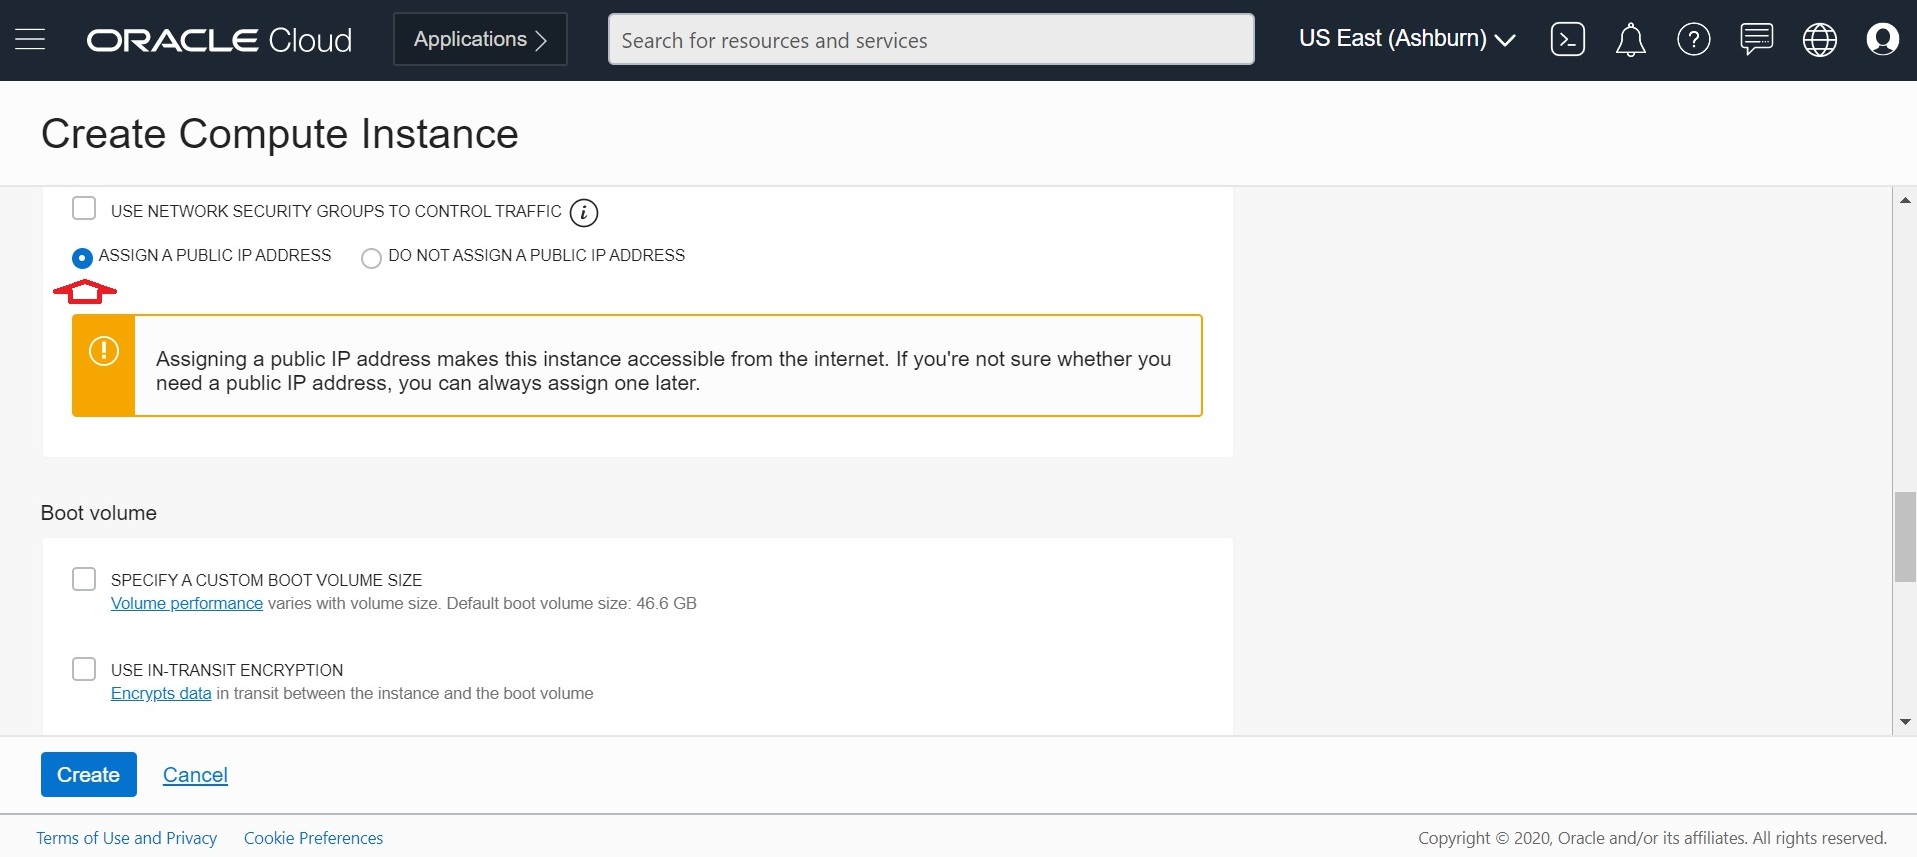 ORACLE Cloud
Applications
Search for resources and services
US East (Ashburn)
Create Compute Instance
USE NETWORK SECURITY GROUPS TO CONTROL TRAFFIC i
ASSIGN A PUBLIC IP ADDRESS
DO NOT ASSIGN A PUBLIC IP ADDRESS
Assigning a public IP address makes this instance accessible from the internet. If you're not sure whether you
need a public IP address, you can always assign one later.
Boot volume
SPECIFY A CUSTOM BOOT VOLUME SIZE
Volume performance varies with volume size. Default boot volume size: 46.6 GB
USE IN-TRANSIT ENCRYPTION
Encrypts data in transit between the instance and the boot volume
Create
Cancel
Terms of Use and Privacy
Cookie Preferences
Copyright © 2020, Oracle and/or its affiliates. All rights reserved.